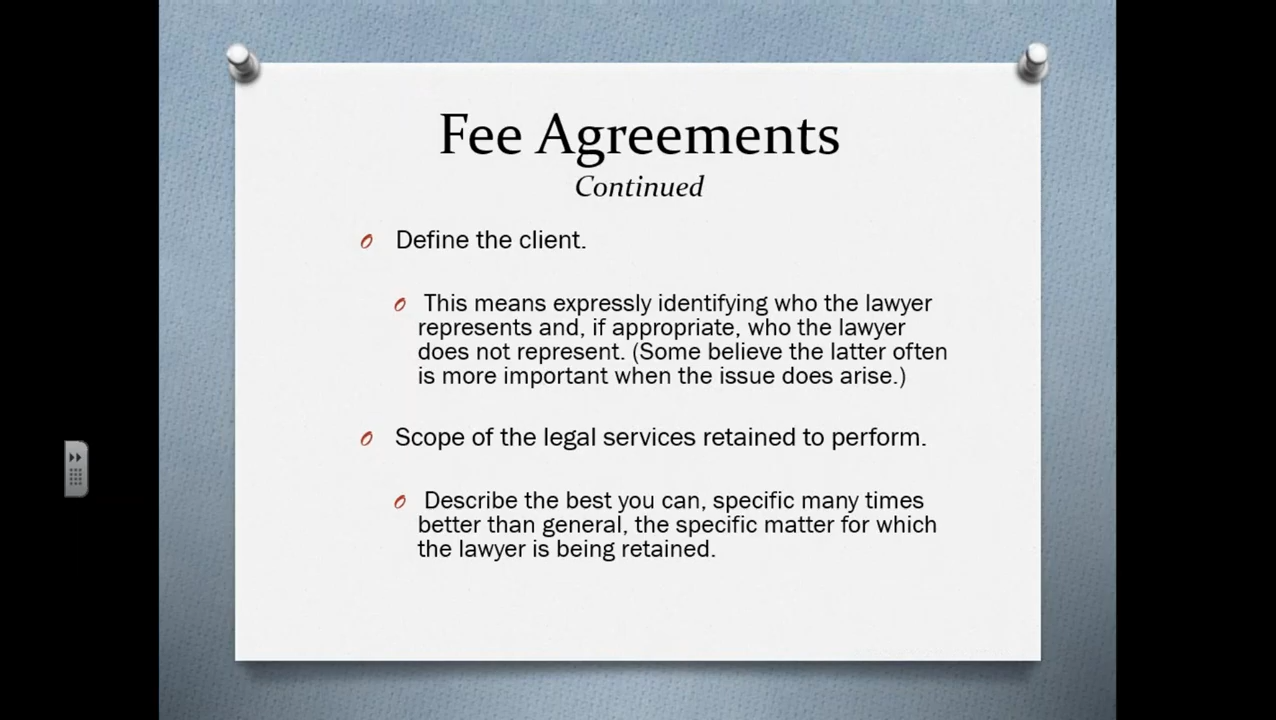 Fee Agreements
Continued
Define the client.
This means expressly identifying who the lawyer
represents and, if appropriate, who the lawyer
does not represent. (Some believe the latter often
is more important when the issue does arise.)
Scope of the legal services retained to perform.
Describe the best you can, specific many times
better than general, the specific matter for which
the lawyer is being retained.